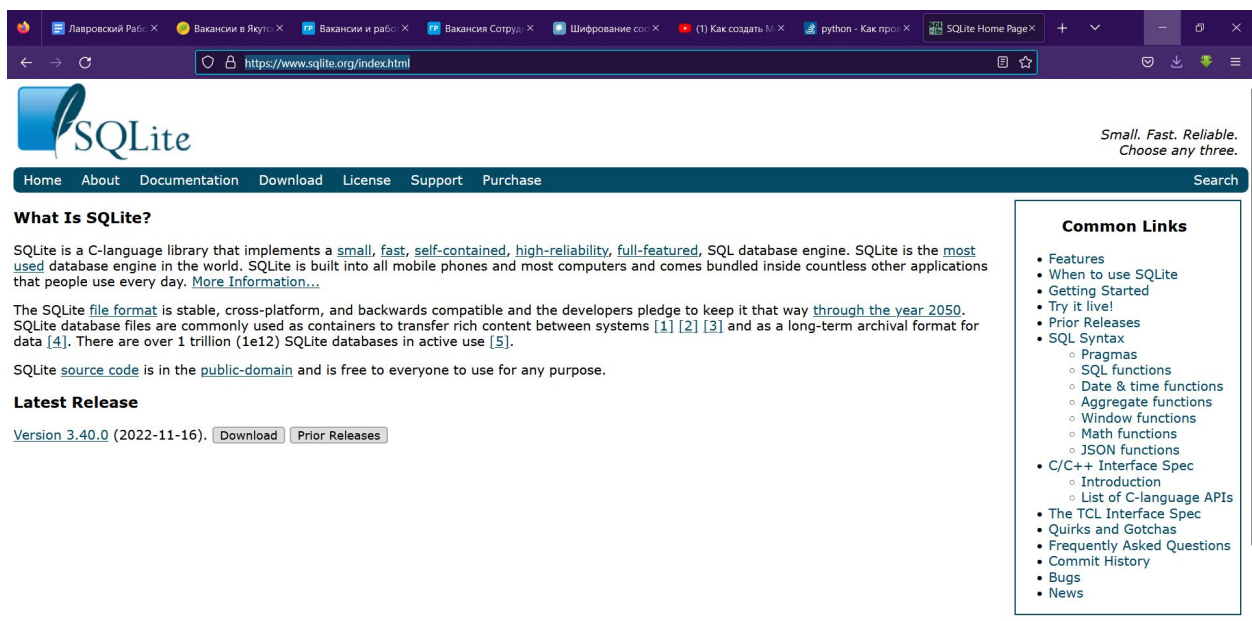 Лавровский Рабо
Вакансии в Якутс
Вакансии и рабо
Вакансия Сотруд
Шифрование соо
(1) Как создать М
python - Как пров
SQLite Home Page
https://www.sqlite.org/index.html
SQLite
Small. Fast. Reliable.
Choose any three.
Home About Documentation Download License Support Purchase Search
What Is SQLite?
SQLite is a C-language library that implements a small, fast, self-contained, high-reliability, full-featured, SQL database engine. SQLite is the most
used database engine in the world. SQLite is built into all mobile phones and most computers and comes bundled inside countless other applications
that people use every day. More Information...
The SQLite file format is stable, cross-platform, and backwards compatible and the developers pledge to keep it that way through the year 2050.
SQLite database files are commonly used as containers to transfer rich content between systems [1] [2] [3] and as a long-term archival format for
data [4]. There are over 1 trillion (1e12) SQLite databases in active use [5].
SQLite source code is in the public-domain and is free to everyone to use for any purpose.
Latest Release
Version 3.40.0 (2022-11-16). Download Prior Releases
Common Links
Features
When to use SQLite
Getting Started
Try it live!
Prior Releases
SQL Syntax
Pragmas
SQL functions
Date & time functions
Aggregate functions
Window functions
Math functions
JSON functions
C/C++ Interface Spec
Introduction
List of C-language APIs
The TCL Interface Spec
Quirks and Gotchas
Frequently Asked Questions
Commit History
Bugs
News